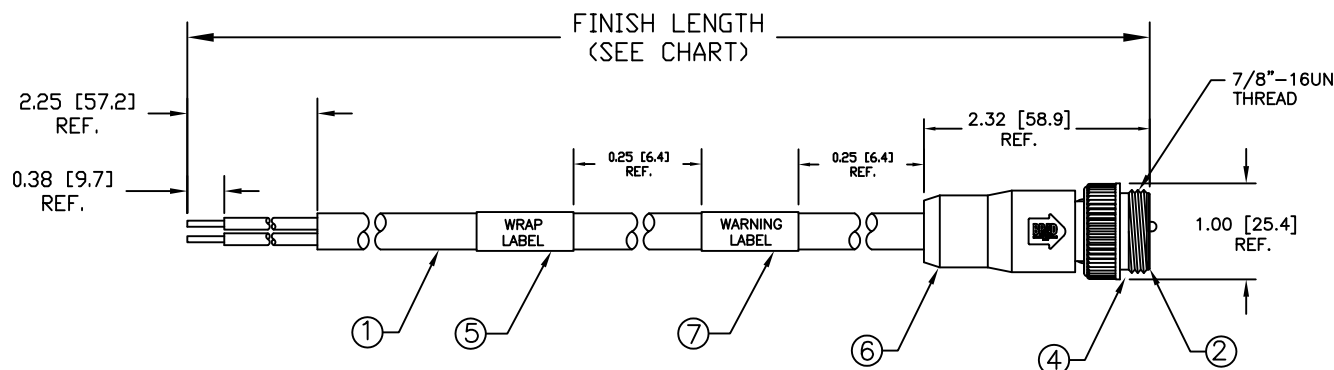 FINISH LENGTH
(SEE CHART)
2.25 [57.2]
REF.
0.38 [9.7]
REF.
0.25 [6.4]
REF.
0.25 [6.4]
REF.
2.32 [58.9]
REF.
7/8"-16UN
THREAD
1.00 [25.4]
REF.
WRAP
LABEL
WARNING
LABEL
1
5
7
6
4
2